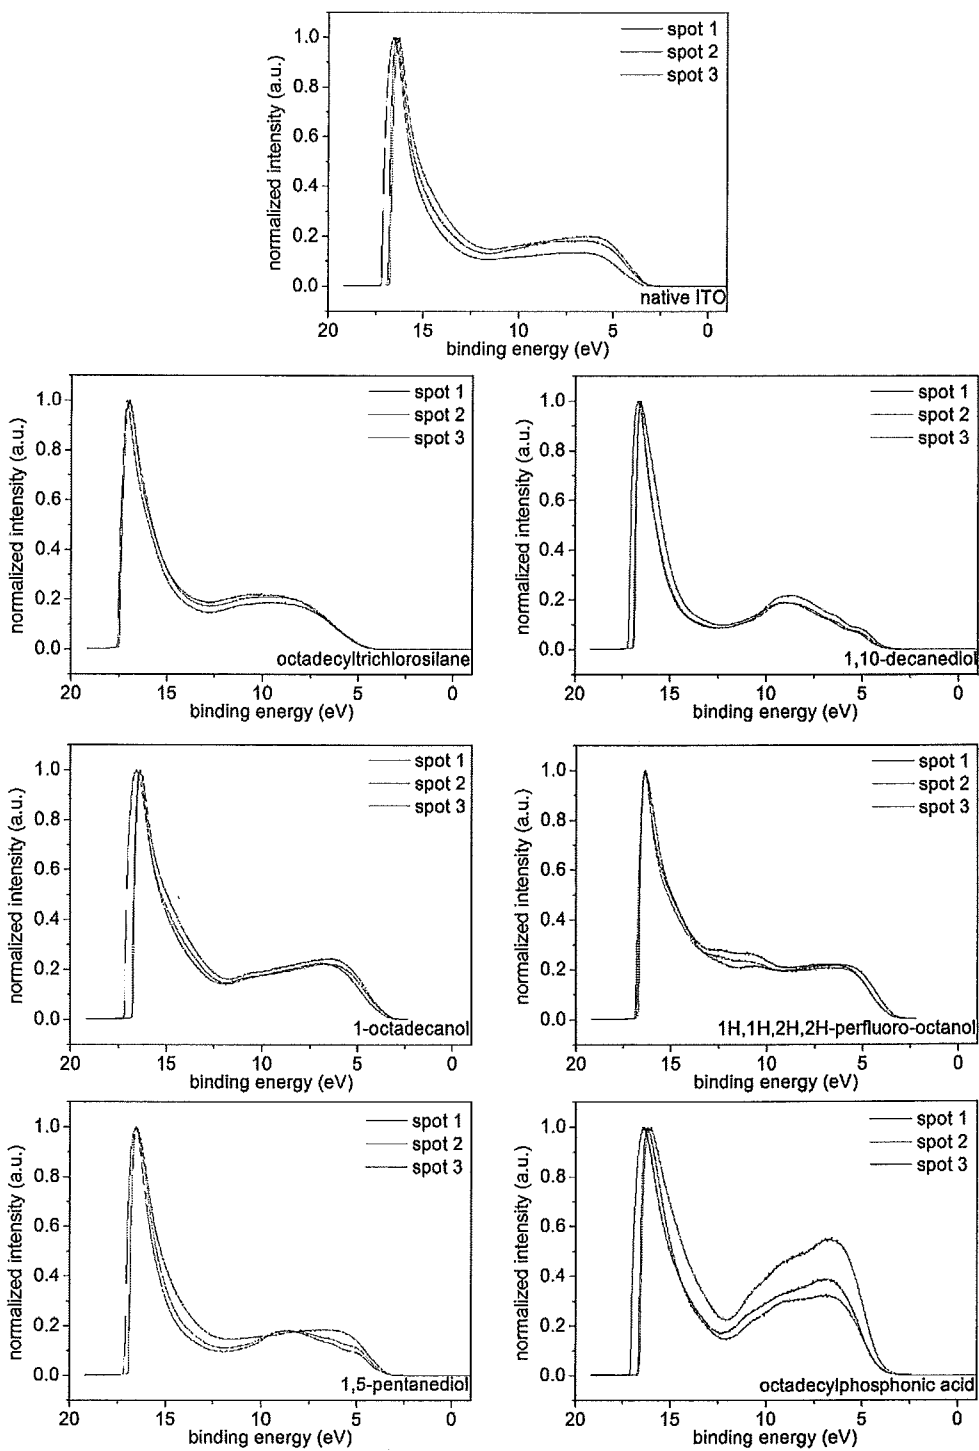 spot 1
spot 2
spot 3
1.0
0.8
0.6
0.4
0.2
0.0
normalized intensity (a.u.)
native ITO
20 15 10 5 0
binding energy (eV)
spot 1
spot 2
spot 3
1.0
0.8
0.6
0.4
0.2
0.0
normalized intensity (a.u.)
octadecyltrichlorosilane
20 15 10 5 0
binding energy (eV)
spot 1
spot 2
spot 3
1.0
0.8
0.6
0.4
0.2
0.0
normalized intensity (a.u.)
1,10-decanediol
20 15 10 5 0
binding energy (eV)
spot 1
spot 2
spot 3
1.0
0.8
0.6
0.4
0.2
0.0
normalized intensity (a.u.)
1-octadecanol
20 15 10 5 0
binding energy (eV)
spot 1
spot 2
spot 3
1.0
0.8
0.6
0.4
0.2
0.0
normalized intensity (a.u.)
1H,1H,2H,2H-perfluoro-octanol
20 15 10 5 0
binding energy (eV)
spot 1
spot 2
spot 3
1.0
0.8
0.6
0.4
0.2
0.0
normalized intensity (a.u.)
1,5-pentanediol
20 15 10 5 0
binding energy (eV)
spot 1
spot 2
spot 3
1.0
0.8
0.6
0.4
0.2
0.0
normalized intensity (a.u.)
octadecylphosphonic acid
20 15 10 5 0
binding energy (eV)